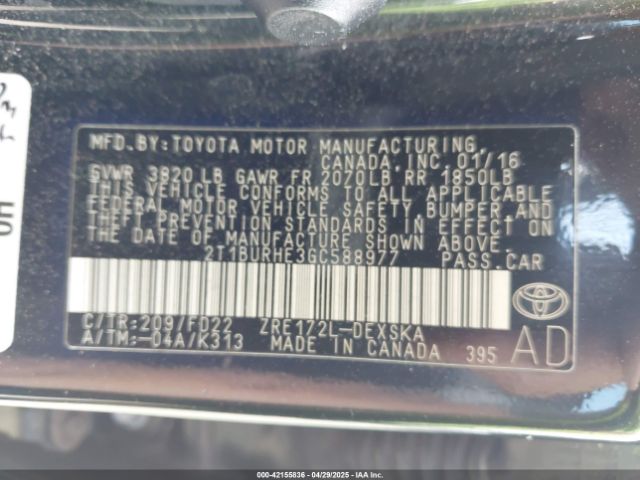 MFD. BY: TOYOTA MOTOR MANUFACTURING,
CANADA, INC. 01/16
GVWR 3820 LB GAWR FR 2070LB RR 1850LB
THIS VEHICLE CONFORMS TO ALL APPLICABLE
FEDERAL MOTOR VEHICLE SAFETY, BUMPER, AND
THEFT PREVENTION STANDARDS IN EFFECT ON
THE DATE OF MANUFACTURE SHOWN ABOVE.
2T1BURHE3GC588977 PASS.CAR
C/TR: 209/FD22 ZRE172L-DEXSKA
A/TM: -04A/K313 MADE IN CANADA 395 AD
000-42155836 - 04/29/2025 - IAAI.com